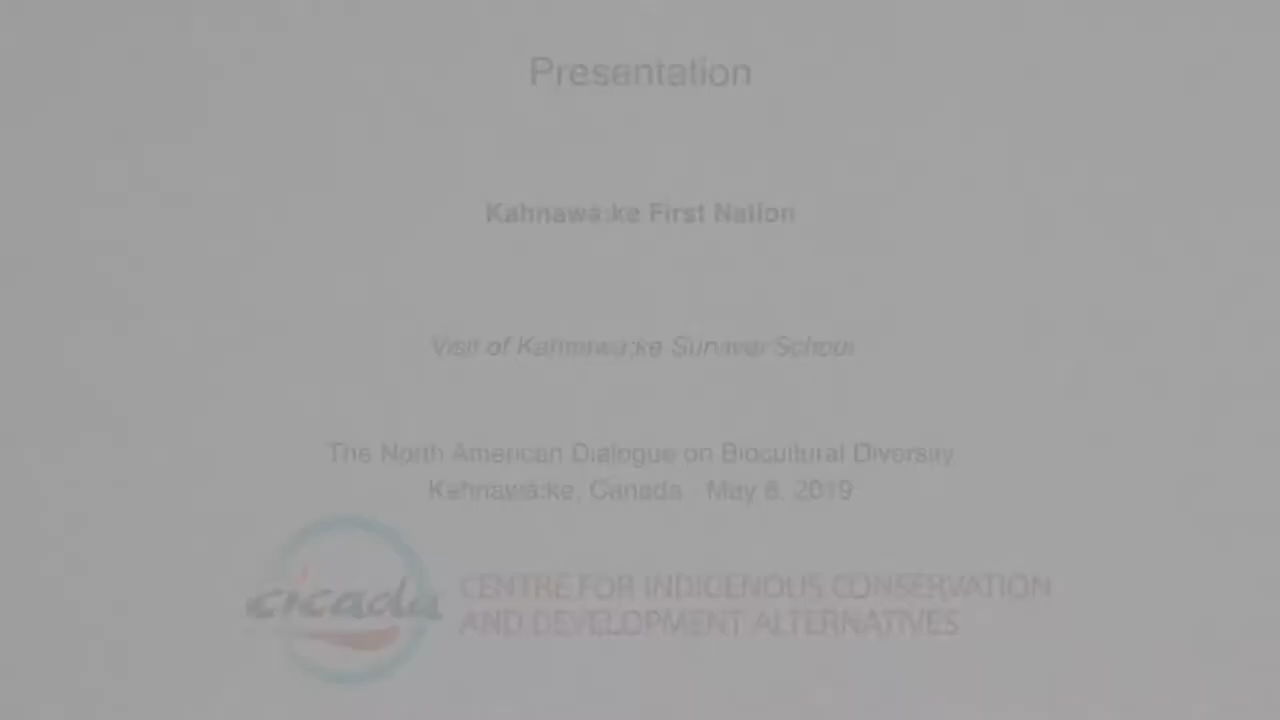 Presentation
Kahnawà:ke First Nation
Visit of Kahnawà:ke Survival School
The North American Dialogue on Biocultural Diversity
Kahnawà:ke, Canada - May 6, 2019
cicada
CENTRE FOR INDIGENOUS CONSERVATION
AND DEVELOPMENT ALTERNATIVES